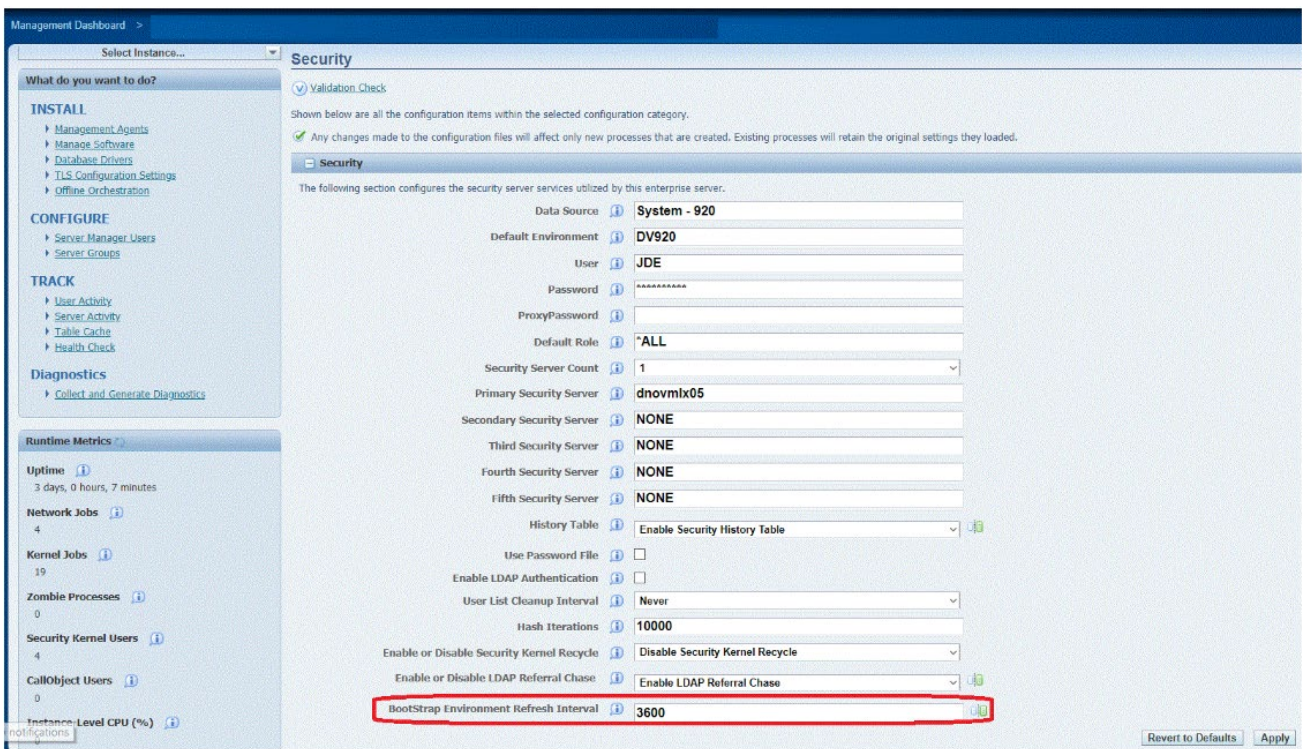 Management Dashboard >
Select Instance...
What do you want to do?
INSTALL
Management Agents
Manage Software
Database Drivers
TLS Configuration Settings
Offline Orchestration
CONFIGURE
Server Manager Users
Server Groups
TRACK
User Activity
Server Activity
Table Cache
Health Check
Diagnostics
Collect and Generate Diagnostics
Runtime Metrics
Uptime
3 days, 0 hours, 7 minutes
Network Jobs
4
Kernel Jobs
19
Zombie Processes
0
Security Kernel Users
4
CallObject Users
0
Instance-Level CPU (%)
notifications
Security
Validation Check
Shown below are all the configuration items within the selected configuration category.
Any changes made to the configuration files will affect only new processes that are created. Existing processes will retain the original settings they loaded.
Security
The following section configures the security server services utilized by this enterprise server.
Data Source System - 920
Default Environment DV920
User JDE
Password **********
ProxyPassword
Default Role *ALL
Security Server Count 1
Primary Security Server dnovmlx05
Secondary Security Server NONE
Third Security Server NONE
Fourth Security Server NONE
Fifth Security Server NONE
History Table Enable Security History Table
Use Password File
Enable LDAP Authentication
User List Cleanup Interval Never
Hash Iterations 10000
Enable or Disable Security Kernel Recycle Disable Security Kernel Recycle
Enable or Disable LDAP Referral Chase Enable LDAP Referral Chase
BootStrap Environment Refresh Interval 3600
Revert to Defaults Apply